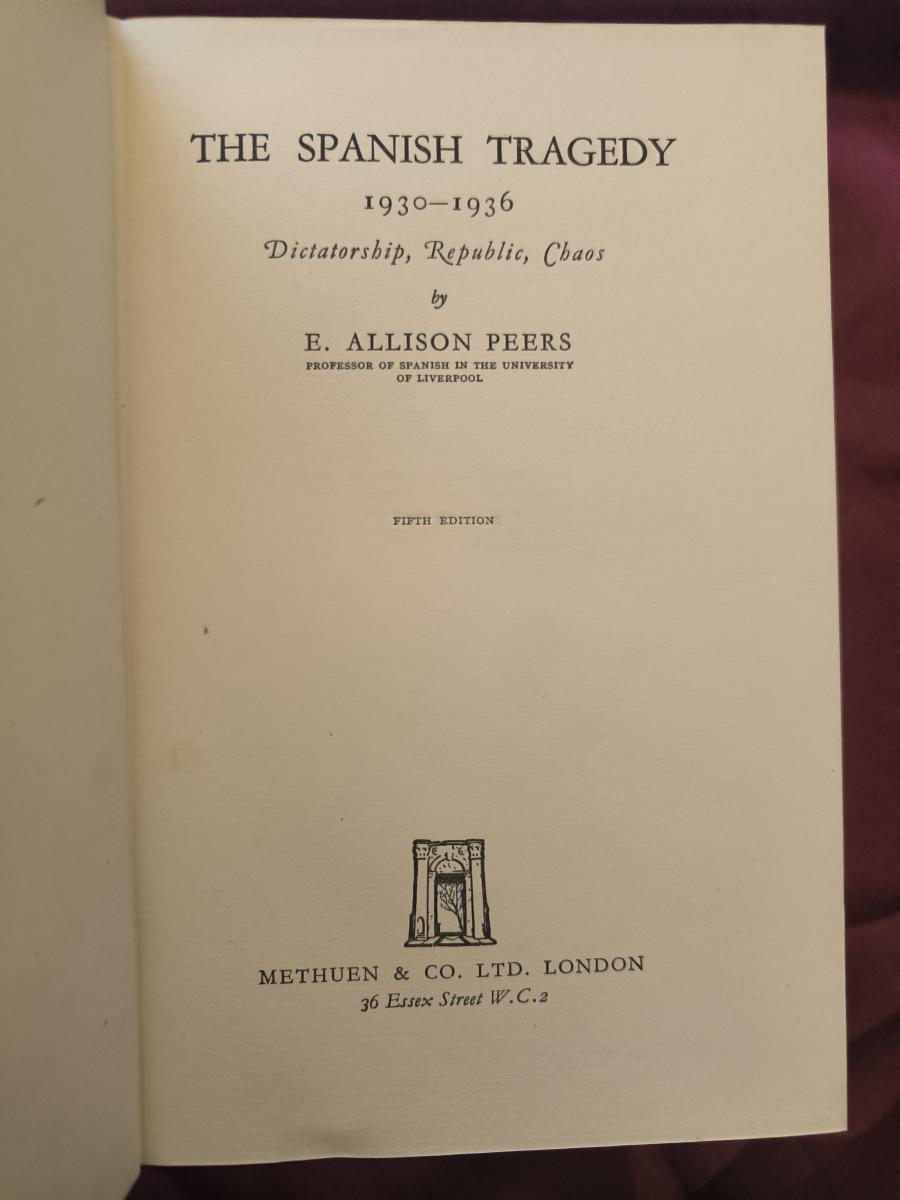 THE SPANISH TRAGEDY
1930–1936
Dictatorship, Republic, Chaos
by
E. ALLISON PEERS
PROFESSOR OF SPANISH IN THE UNIVERSITY
OF LIVERPOOL
FIFTH EDITION
METHUEN & CO. LTD. LONDON
36 Essex Street W.C.2